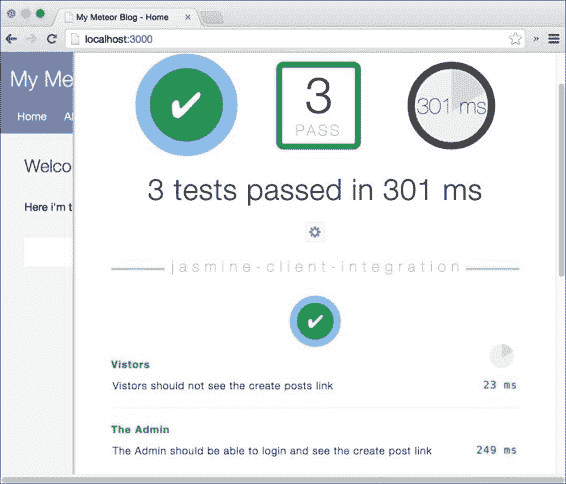 My Meteor Blog - Home
localhost:3000
My Me
Home Al
Welco
Here i'm t
3
PASS
301 ms
3 tests passed in 301 ms
jasmine-client-integration
Vistors
Vistors should not see the create posts link 23 ms
The Admin
The Admin should be able to login and see the create post link 249 ms